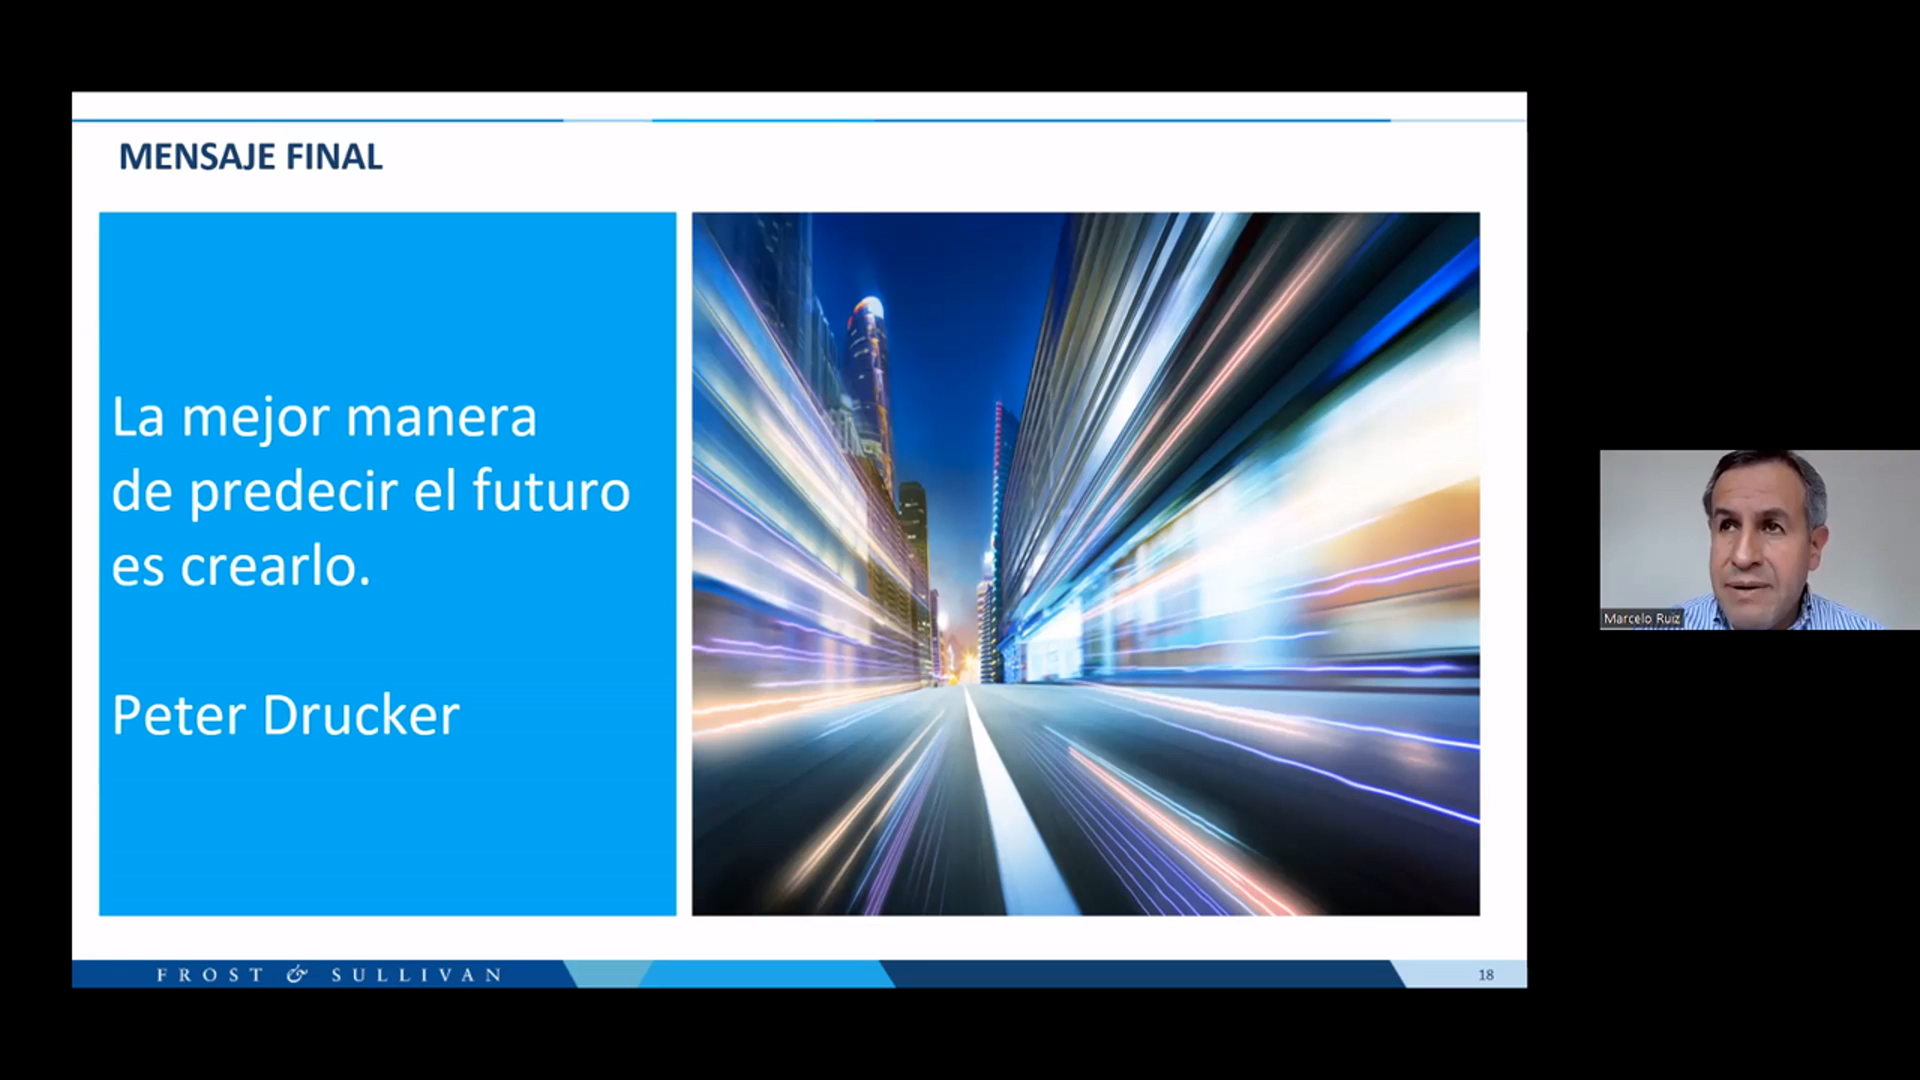 MENSAJE FINAL
La mejor manera
de predecir el futuro
es crearlo.
Peter Drucker
Marcelo Ruiz
FROST & SULLIVAN
18